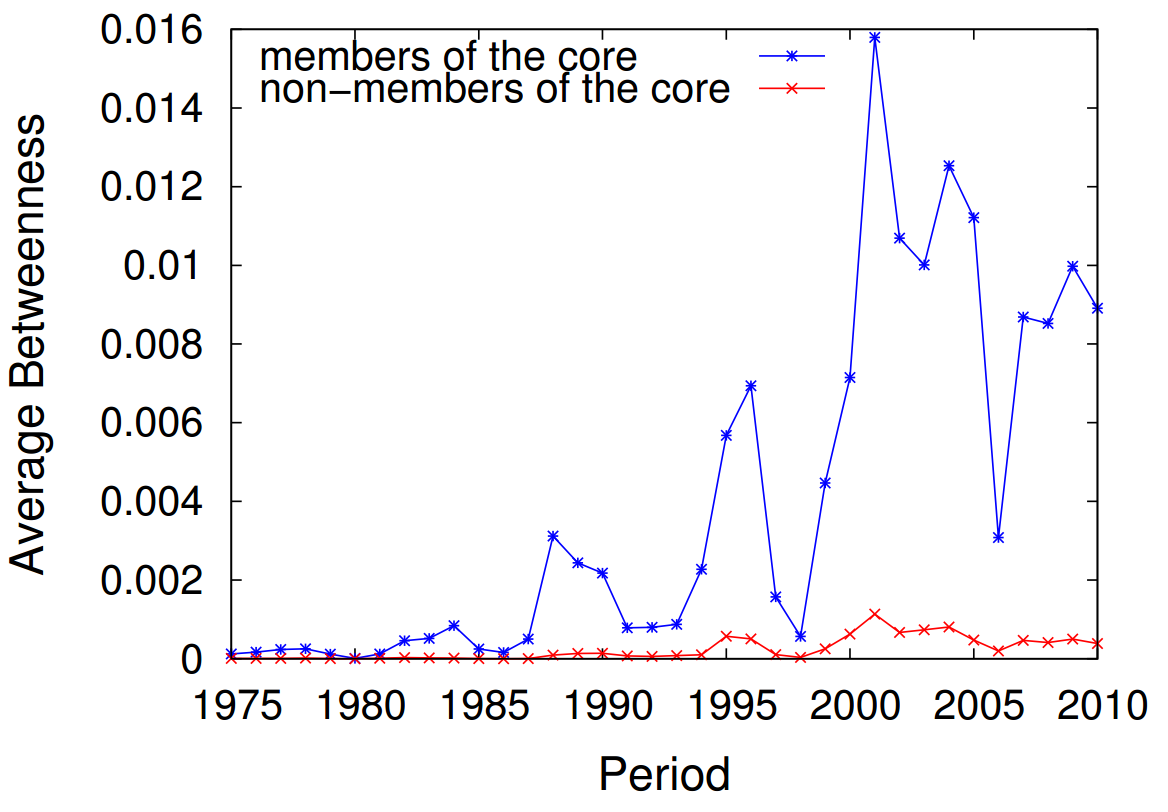 members of the core
non−members of the core
0.016
0.014
0.012
0.01
0.008
0.006
0.004
0.002
0
Average Betweenness
1975 1980 1985 1990 1995 2000 2005 2010
Period